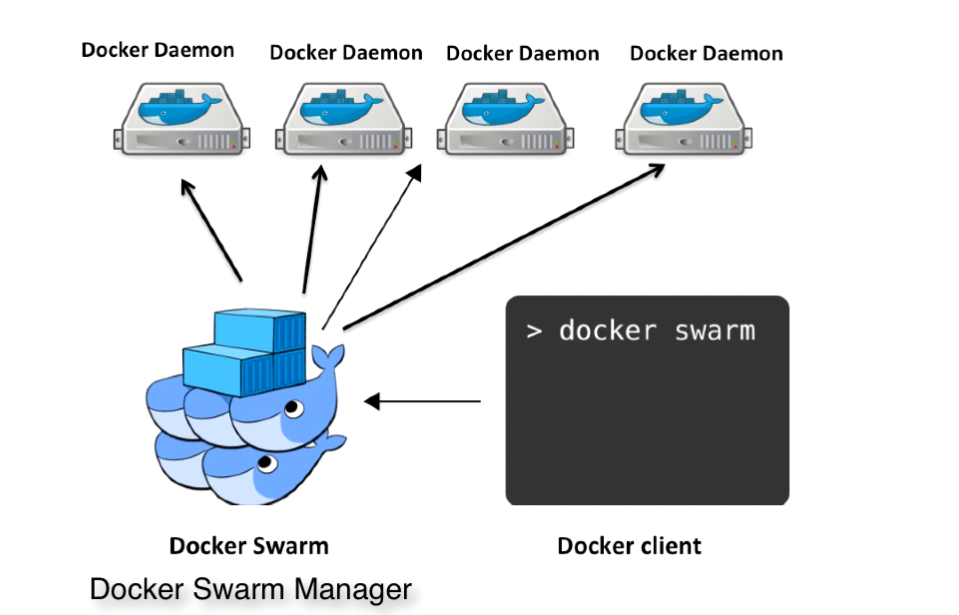 Docker Daemon
Docker Daemon
Docker Daemon
Docker Daemon
> docker swarm
Docker Swarm
Docker client
Docker Swarm Manager